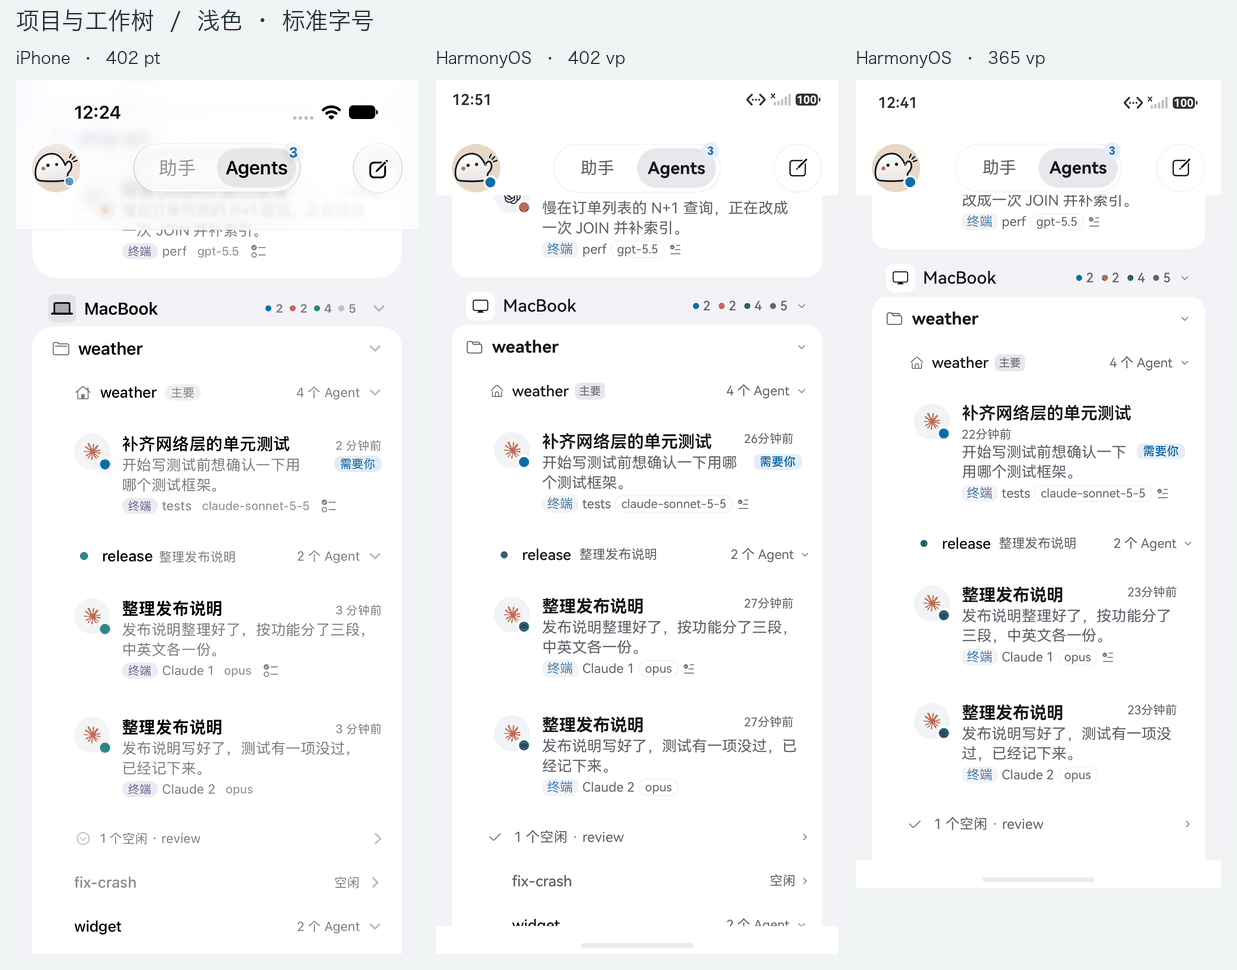 项目与工作树 / 浅色 · 标准字号
iPhone · 402 pt
12:24
助手
Agents
3
慢在订单列表的 N+1 查询，正在改成
一次 JOIN 并补索引。
终端 perf gpt-5.5
MacBook
2 2 4 5
weather
weather 主要 4 个 Agent
补齐网络层的单元测试 2 分钟前
开始写测试前想确认一下用 需要你
哪个测试框架。
终端 tests claude-sonnet-5-5
release 整理发布说明 2 个 Agent
整理发布说明 3 分钟前
发布说明整理好了，按功能分了三段，
中英文各一份。
终端 Claude 1 opus
整理发布说明 3 分钟前
发布说明写好了，测试有一项没过，
已经记下来。
终端 Claude 2 opus
1 个空闲 · review
fix-crash 空闲
widget 2 个 Agent
HarmonyOS · 402 vp
12:51
100
助手
Agents
3
慢在订单列表的 N+1 查询，正在改成
一次 JOIN 并补索引。
终端 perf gpt-5.5
MacBook
2 2 4 5
weather
weather 主要 4 个 Agent
补齐网络层的单元测试 26分钟前
开始写测试前想确认一下用哪 需要你
个测试框架。
终端 tests claude-sonnet-5-5
release 整理发布说明 2 个 Agent
整理发布说明 27分钟前
发布说明整理好了，按功能分了三段，
中英文各一份。
终端 Claude 1 opus
整理发布说明 27分钟前
发布说明写好了，测试有一项没过，已
经记下来。
终端 Claude 2 opus
1 个空闲 · review
fix-crash 空闲
widget 2 个 Agent
HarmonyOS · 365 vp
12:41
100
助手
Agents
3
改成一次 JOIN 并补索引。
终端 perf gpt-5.5
MacBook
2 2 4 5
weather
weather 主要 4 个 Agent
补齐网络层的单元测试
22分钟前
开始写测试前想确认一下 需要你
用哪个测试框架。
终端 tests claude-sonnet-5-5
release 整理发布说明 2 个 Agent
整理发布说明 23分钟前
发布说明整理好了，按功能分了
三段，中英文各一份。
终端 Claude 1 opus
整理发布说明 23分钟前
发布说明写好了，测试有一项没
过，已经记下来。
终端 Claude 2 opus
1 个空闲 · review